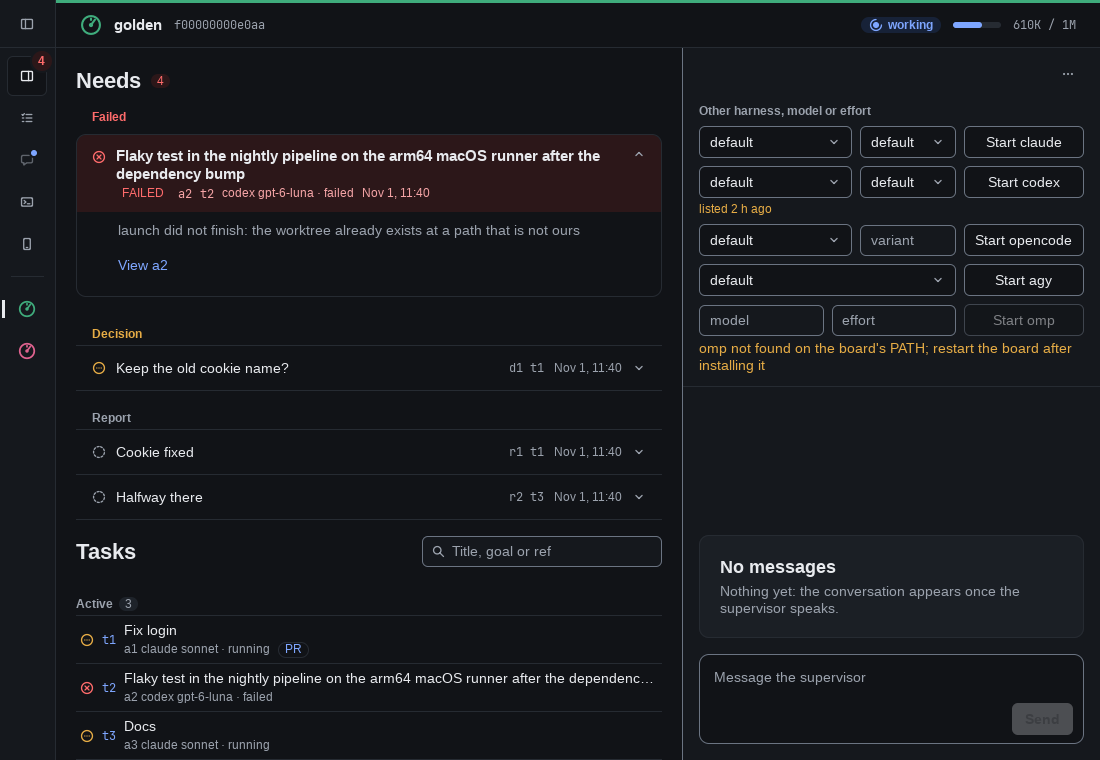 golden f00000000e0aa
working 610K / 1M
4
Needs 4
Failed
Flaky test in the nightly pipeline on the arm64 macOS runner after the
dependency bump
FAILED a2 t2 codex gpt-6-luna · failed Nov 1, 11:40
launch did not finish: the worktree already exists at a path that is not ours
View a2
Decision
Keep the old cookie name? d1 t1 Nov 1, 11:40
Report
Cookie fixed r1 t1 Nov 1, 11:40
Halfway there r2 t3 Nov 1, 11:40
Tasks
Title, goal or ref
Active 3
t1 Fix login
a1 claude sonnet · running PR
t2 Flaky test in the nightly pipeline on the arm64 macOS runner after the dependenc…
a2 codex gpt-6-luna · failed
t3 Docs
a3 claude sonnet · running
Other harness, model or effort
default default Start claude
default default Start codex
listed 2 h ago
default variant Start opencode
default Start agy
model effort Start omp
omp not found on the board's PATH; restart the board after
installing it
No messages
Nothing yet: the conversation appears once the
supervisor speaks.
Message the supervisor
Send